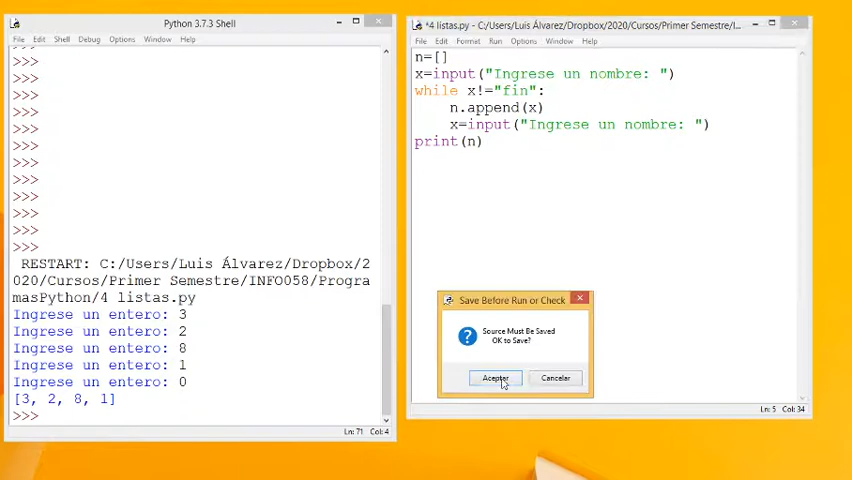 Python 3.7.3 Shell
File Edit Shell Debug Options Window Help
>>>
>>>
>>>
>>>
>>>
>>>
>>>
>>>
>>>
>>>
>>>
>>>
>>>
RESTART: C:/Users/Luis Álvarez/Dropbox/2
020/Cursos/Primer Semestre/INFO058/Progra
masPython/4 listas.py
Ingrese un entero: 3
Ingrese un entero: 2
Ingrese un entero: 8
Ingrese un entero: 1
Ingrese un entero: 0
[3, 2, 8, 1]
>>>
Ln: 71 Col: 4
*4 listas.py - C:/Users/Luis Álvarez/Dropbox/2020/Cursos/Primer Semestre/I...
File Edit Format Run Options Window Help
n=[]
x=input("Ingrese un nombre: ")
while x!="fin":
    n.append(x)
    x=input("Ingrese un nombre: ")
print(n)
Save Before Run or Check
Source Must Be Saved
OK to Save?
Aceptar Cancelar
Ln: 5 Col: 34